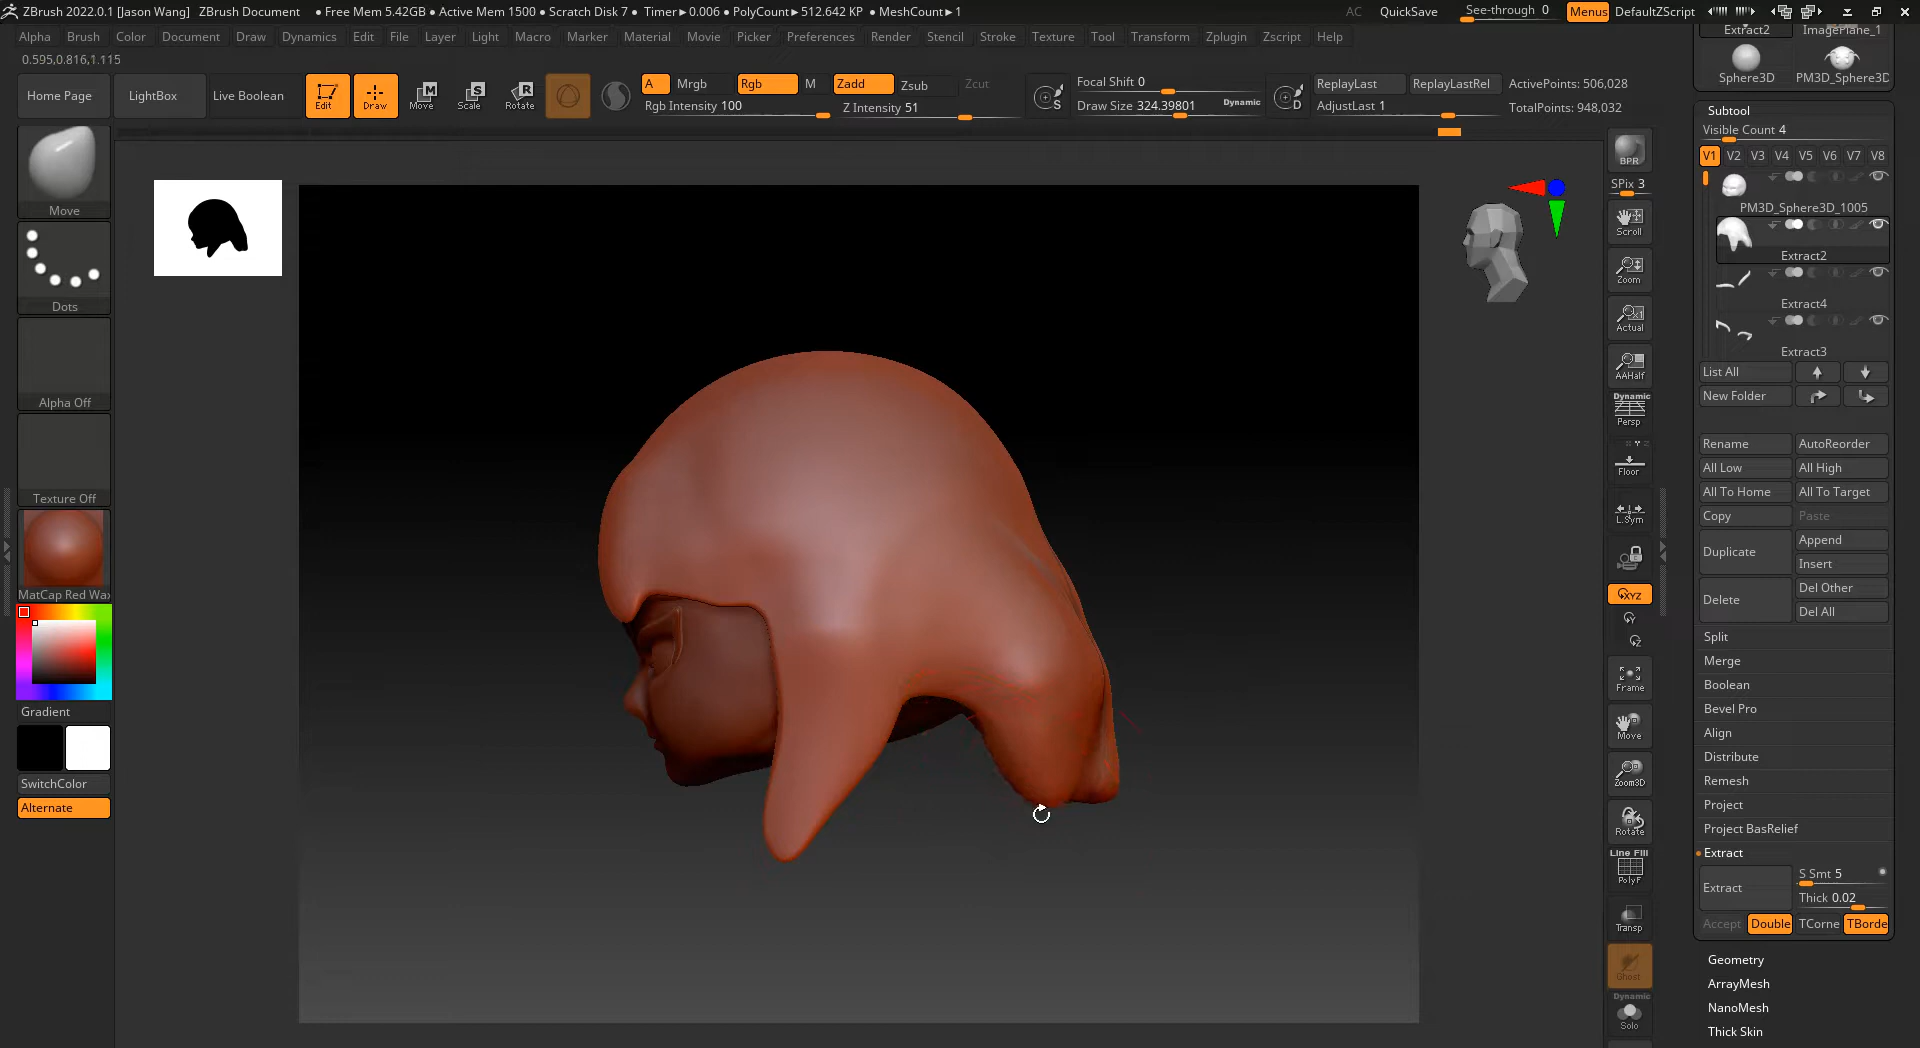 ZBrush 2022.0.1 [Jason Wang] ZBrush Document • Free Mem 5.42GB • Active Mem 1500 • Scratch Disk 7 • Timer▸0.006 • PolyCount▸512.642 KP • MeshCount▸1 AC QuickSave See-through 0 Menus DefaultZScript
Alpha Brush Color Document Draw Dynamics Edit File Layer Light Macro Marker Material Movie Picker Preferences Render Stencil Stroke Texture Tool Transform Zplugin Zscript Help
0.595,0.816,1.115
Home Page LightBox Live Boolean Edit Draw Move Scale Rotate
A Mrgb Rgb M Zadd Zsub Zcut
Rgb Intensity 100 Z Intensity 51
S Focal Shift 0
Draw Size 324.39801 Dynamic
D ReplayLast ReplayLastRel ActivePoints: 506,028
AdjustLast 1 TotalPoints: 948,032
Move
Dots
Alpha Off
Texture Off
MatCap Red Wax
Gradient
SwitchColor
Alternate
BPR
SPix 3
Scroll
Zoom
Actual
AAHalf
Dynamic
Persp
Floor
L.Sym
XYZ
Y
Z
Frame
Move
Zoom3D
Rotate
Line Fill
PolyF
Transp
Ghost
Dynamic
Solo
Extract2 ImagePlane_1
Sphere3D PM3D_Sphere3D
Subtool
Visible Count 4
V1 V2 V3 V4 V5 V6 V7 V8
PM3D_Sphere3D_1005
Extract2
Extract4
Extract3
List All
New Folder
Rename AutoReorder
All Low All High
All To Home All To Target
Copy Paste
Duplicate Append
Insert
Delete Del Other
Del All
Split
Merge
Boolean
Bevel Pro
Align
Distribute
Remesh
Project
Project BasRelief
Extract
Extract S Smt 5
Thick 0.02
Accept Double TCorne TBorde
Geometry
ArrayMesh
NanoMesh
Thick Skin